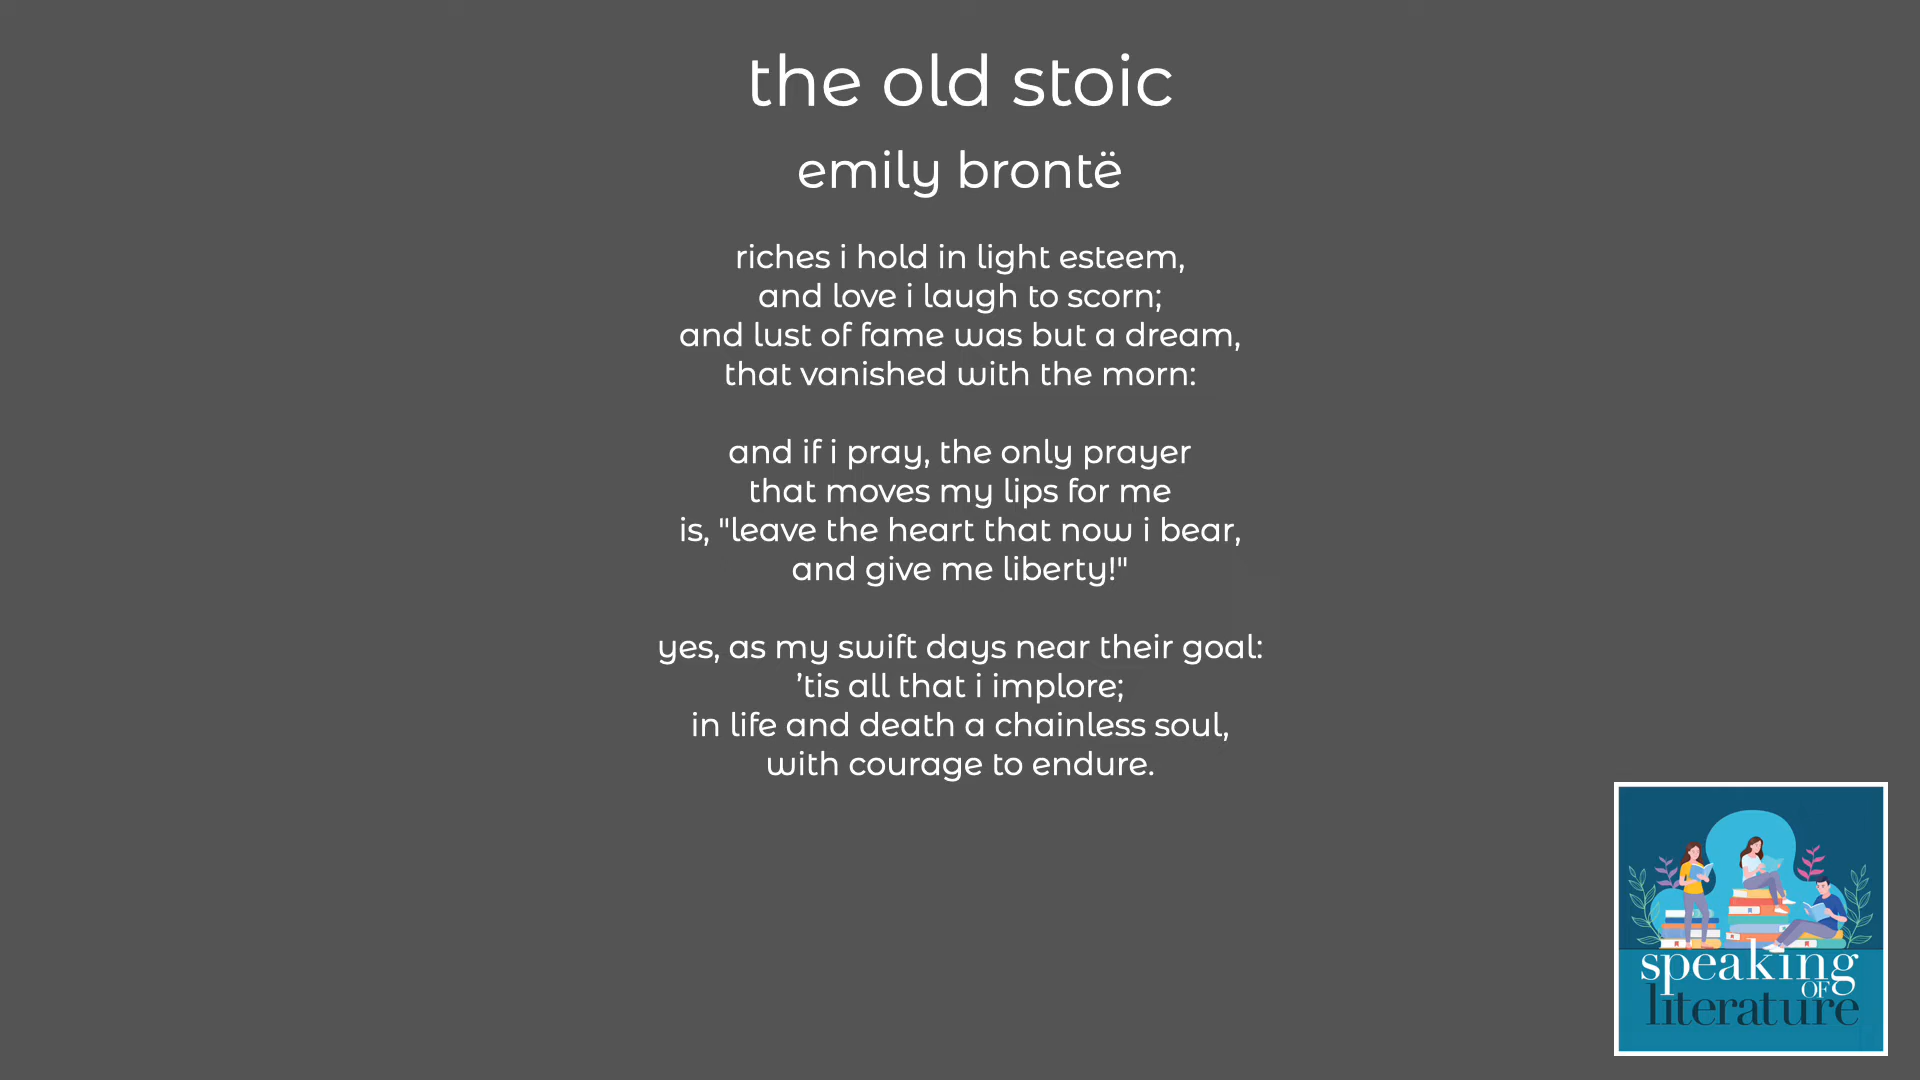 the old stoic
emily brontë
riches i hold in light esteem,
and love i laugh to scorn;
and lust of fame was but a dream,
that vanished with the morn:
and if i pray, the only prayer
that moves my lips for me
is, "leave the heart that now i bear,
and give me liberty!"
yes, as my swift days near their goal:
’tis all that i implore;
in life and death a chainless soul,
with courage to endure.
speaking
OF
literature